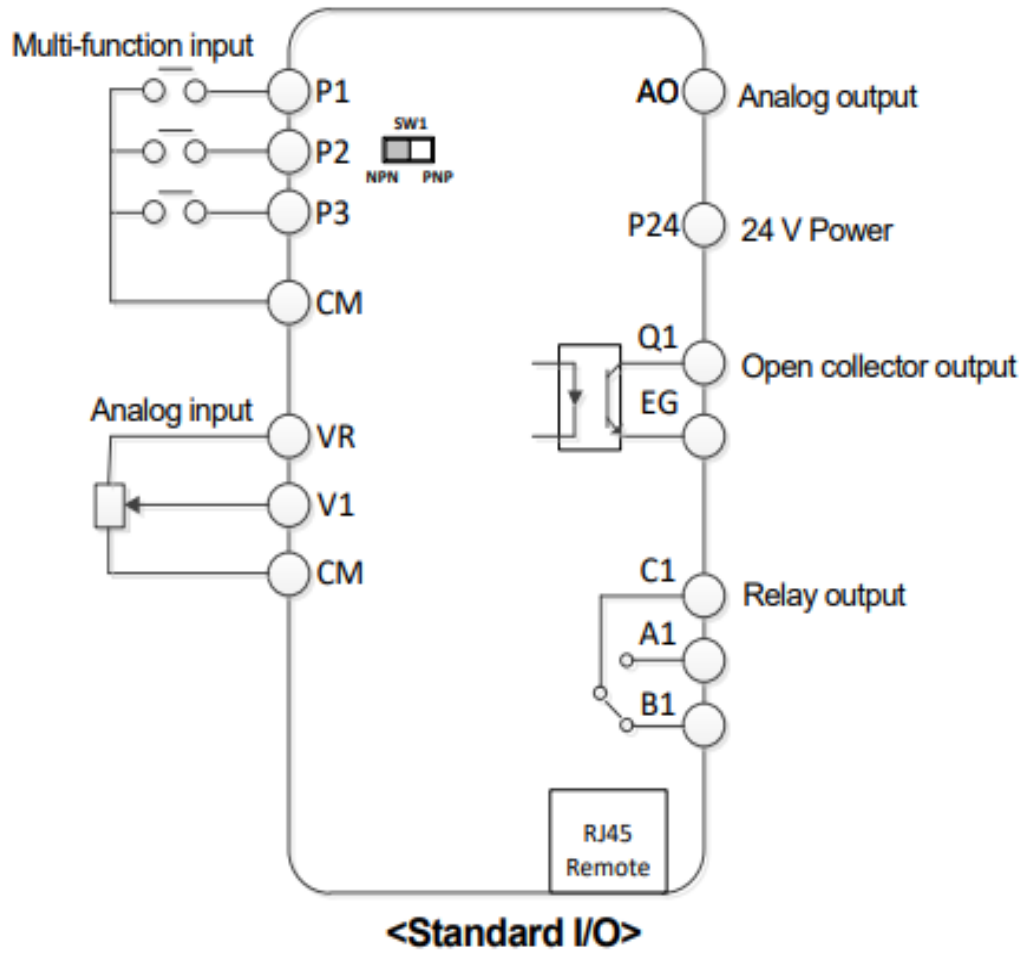 Multi-function input
P1
SW1
P2
NPN PNP
P3
CM
Analog input
VR
V1
CM
AO Analog output
P24 24 V Power
Q1
Open collector output
EG
C1
Relay output
A1
B1
RJ45
Remote
<Standard I/O>